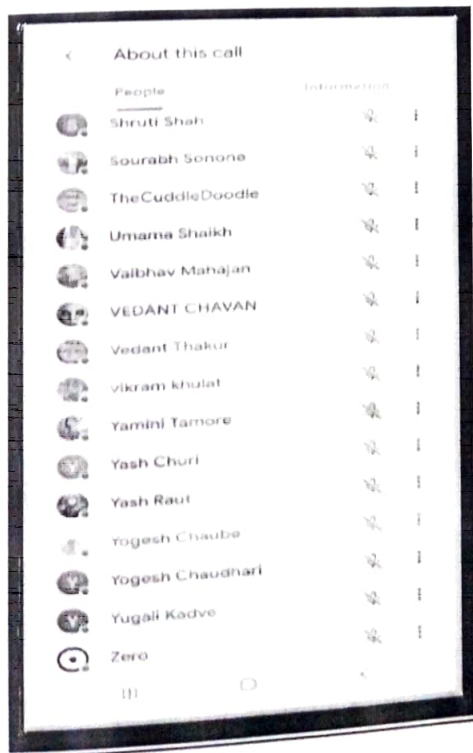 About this call
People Information
Shruti Shah
Sourabh Sonone
TheCuddleDoodle
Umama Shaikh
Vaibhav Mahajan
VEDANT CHAVAN
Vedant Thakur
vikram khulat
Yamini Tamore
Yash Churi
Yash Raut
Yogesh Chaube
Yogesh Chaudhari
Yugali Kadve
Zero